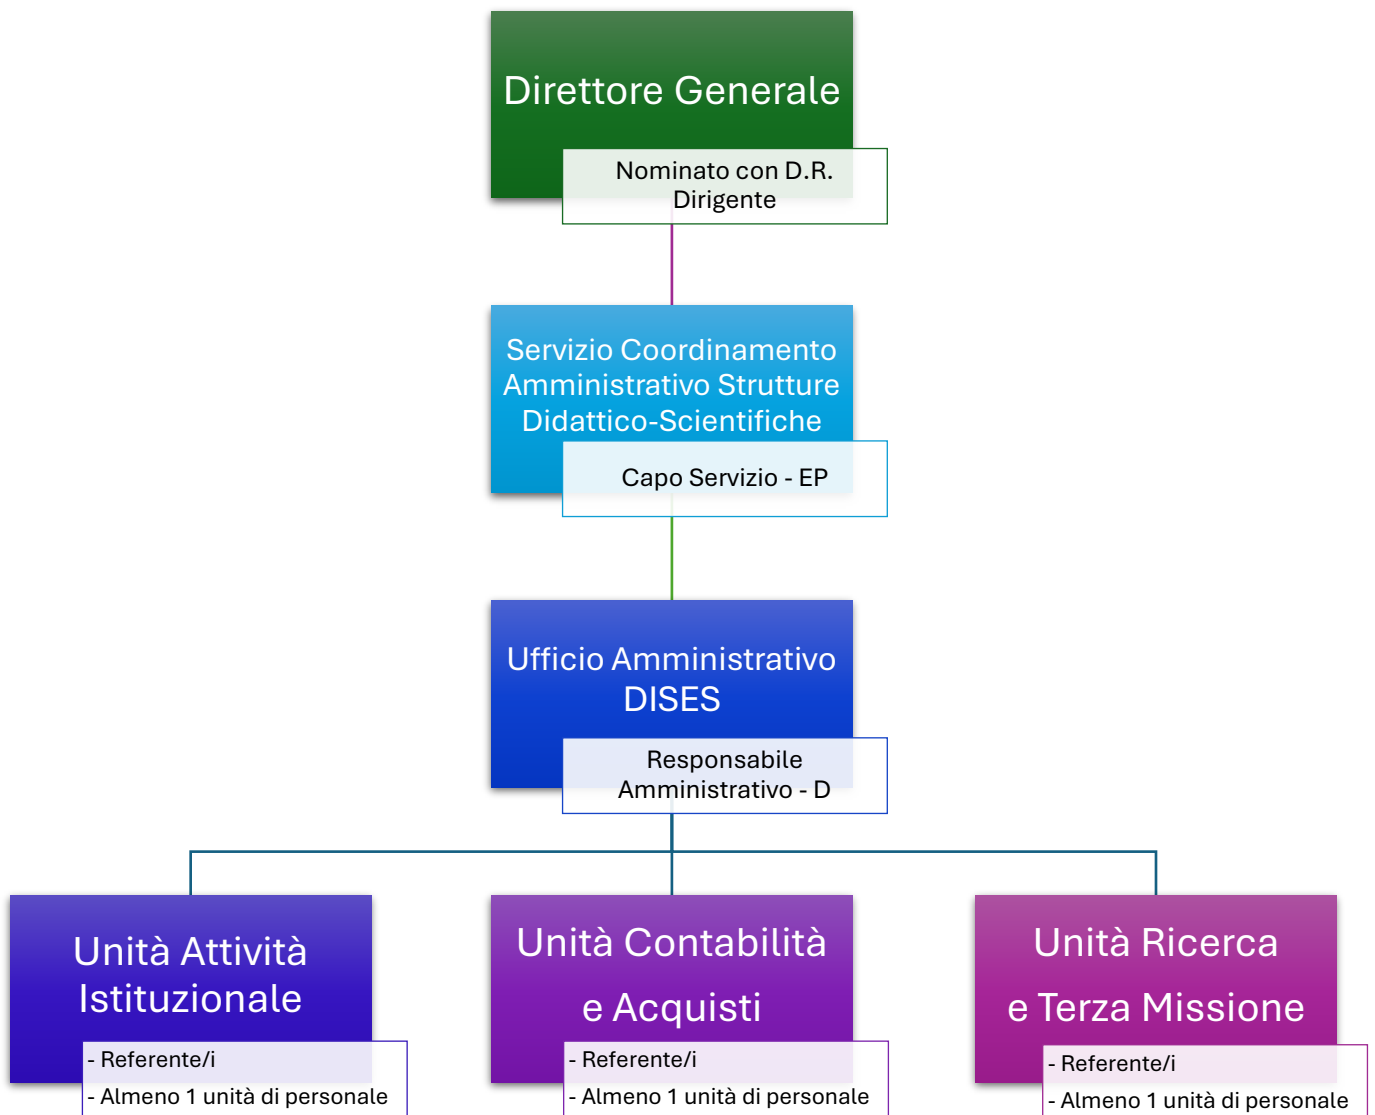 Direttore Generale
Nominato con D.R.
Dirigente
Servizio Coordinamento
Amministrativo Strutture
Didattico-Scientifiche
Capo Servizio - EP
Ufficio Amministrativo
DISES
Responsabile
Amministrativo - D
Unità Attività
Istituzionale
- Referente/i
- Almeno 1 unità di personale
Unità Contabilità
e Acquisti
- Referente/i
- Almeno 1 unità di personale
Unità Ricerca
e Terza Missione
- Referente/i
- Almeno 1 unità di personale